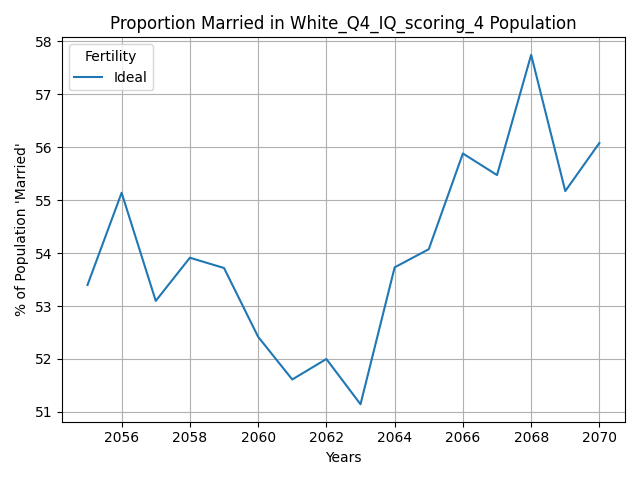 Proportion Married in White_Q4_IQ_scoring_4 Population
58
57
56
55
54
53
52
51
% of Population 'Married'
Fertility
Ideal
2056 2058 2060 2062 2064 2066 2068 2070
Years